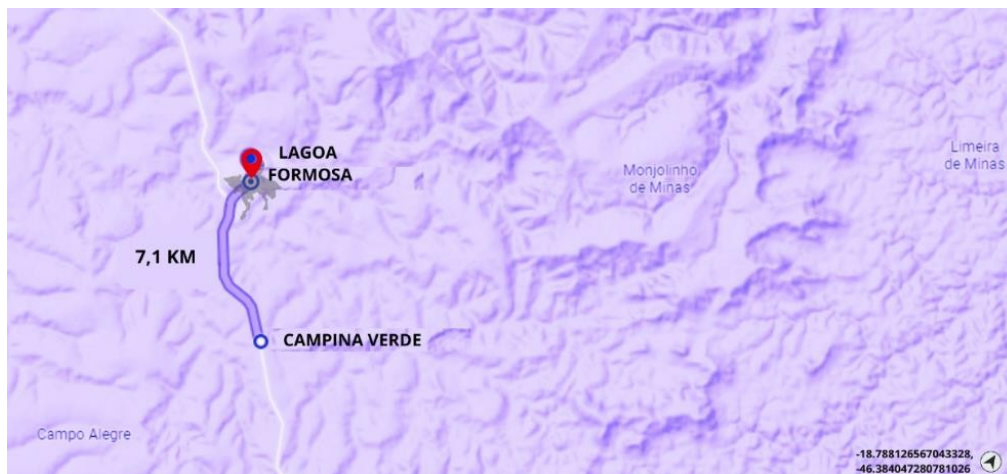 LAGOA
FORMOSA
Monjolinho
de Minas
Limeira
de Minas
7,1 KM
CAMPINA VERDE
Campo Alegre
-18.788126567043328,
-46.384047280781026